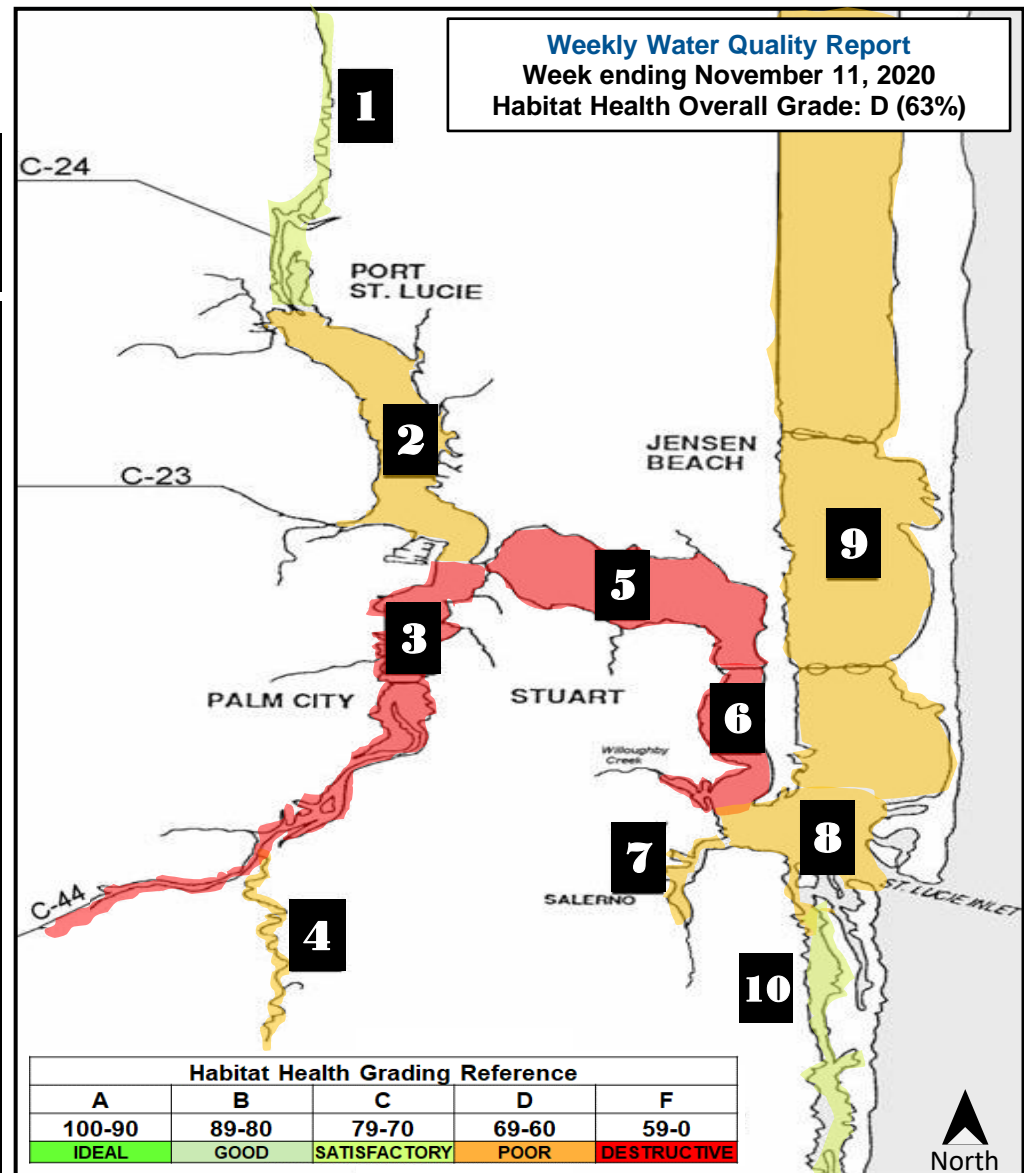 Weekly Water Quality Report
Week ending November 11, 2020
Habitat Health Overall Grade: D (63%)
1
C-24
PORT
ST. LUCIE
2
JENSEN
BEACH
C-23
9
5
3
PALM CITY
STUART
6
Willoughby
Creek
8
7
SALERNO
ST. LUCIE INLET
C-44
4
10
Habitat Health Grading Reference
A B C D F
100-90 89-80 79-70 69-60 59-0
IDEAL GOOD SATISFACTORY POOR DESTRUCTIVE
North